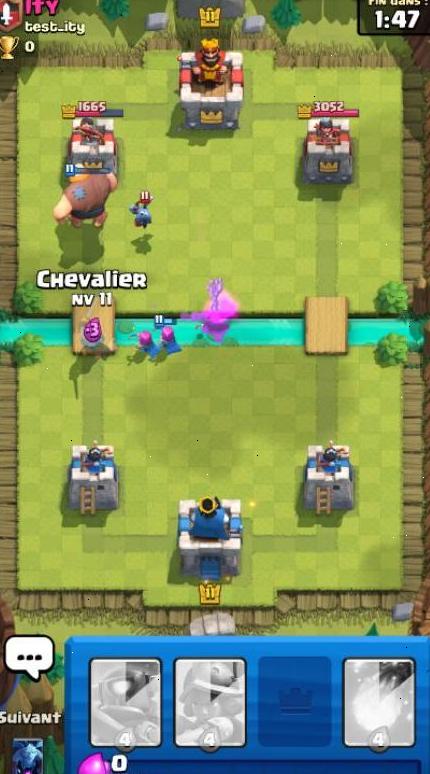 ity
test_ity
0
Fin dans :
1:47
1665
3052
11
11
Chevalier
NV 11
-3
11
Suivant
4
4
4
0